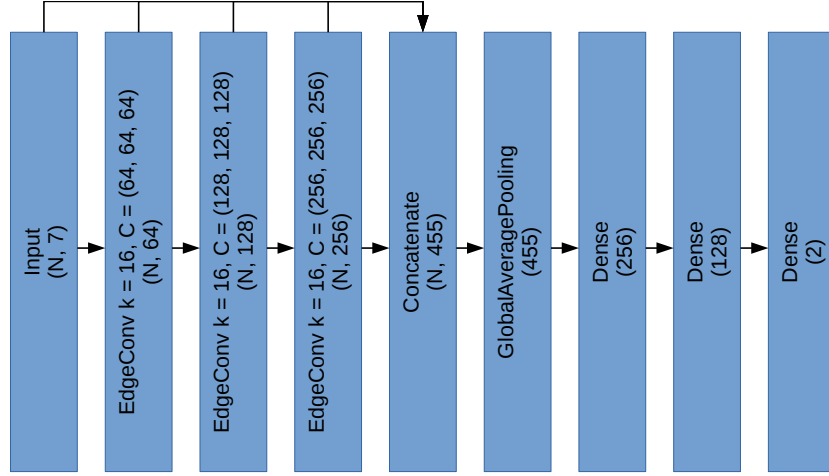 Input
(N, 7)
EdgeConv k = 16, C = (64, 64, 64)
(N, 64)
EdgeConv k = 16, C = (128, 128, 128)
(N, 128)
EdgeConv k = 16, C = (256, 256, 256)
(N, 256)
Concatenate
(N, 455)
GlobalAveragePooling
(455)
Dense
(256)
Dense
(128)
Dense
(2)